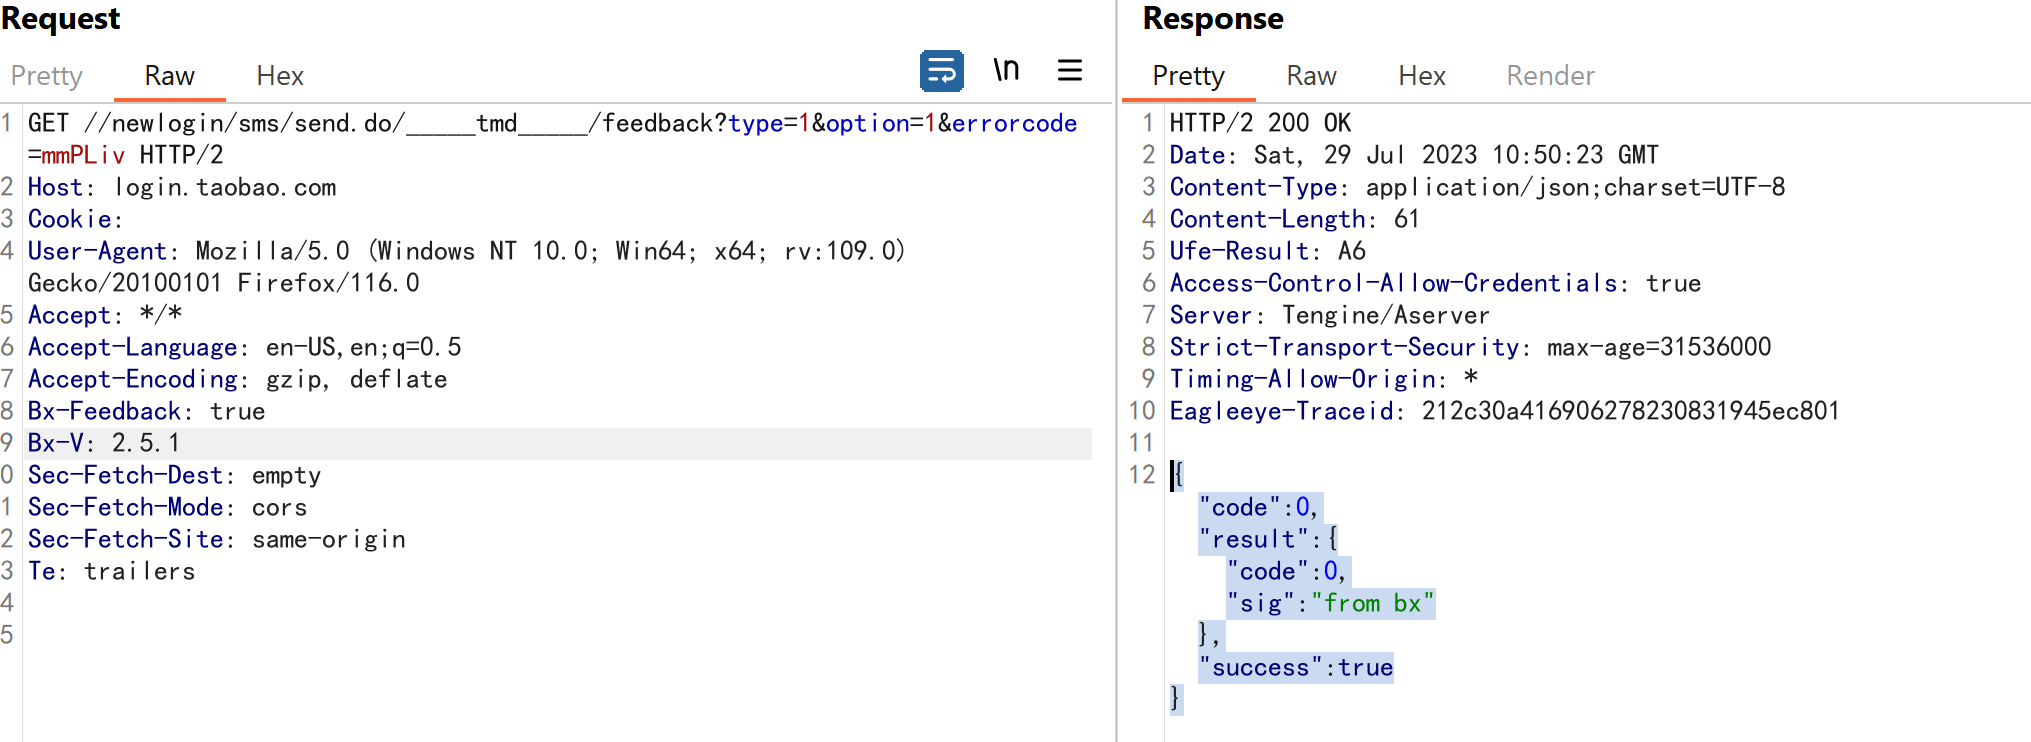 Request
Pretty Raw Hex \n
1 GET //newlogin/sms/send.do/_____tmd_____/feedback?type=1&option=1&errorcode
=mmPLiv HTTP/2
2 Host: login.taobao.com
3 Cookie:
4 User-Agent: Mozilla/5.0 (Windows NT 10.0; Win64; x64; rv:109.0)
Gecko/20100101 Firefox/116.0
5 Accept: */*
6 Accept-Language: en-US,en;q=0.5
7 Accept-Encoding: gzip, deflate
8 Bx-Feedback: true
9 Bx-V: 2.5.1
0 Sec-Fetch-Dest: empty
1 Sec-Fetch-Mode: cors
2 Sec-Fetch-Site: same-origin
3 Te: trailers
4
5
Response
Pretty Raw Hex Render
1 HTTP/2 200 OK
2 Date: Sat, 29 Jul 2023 10:50:23 GMT
3 Content-Type: application/json;charset=UTF-8
4 Content-Length: 61
5 Ufe-Result: A6
6 Access-Control-Allow-Credentials: true
7 Server: Tengine/Aserver
8 Strict-Transport-Security: max-age=31536000
9 Timing-Allow-Origin: *
10 Eagleeye-Traceid: 212c30a416906278230831945ec801
11
12 {
"code":0,
"result":{
"code":0,
"sig":"from bx"
},
"success":true
}